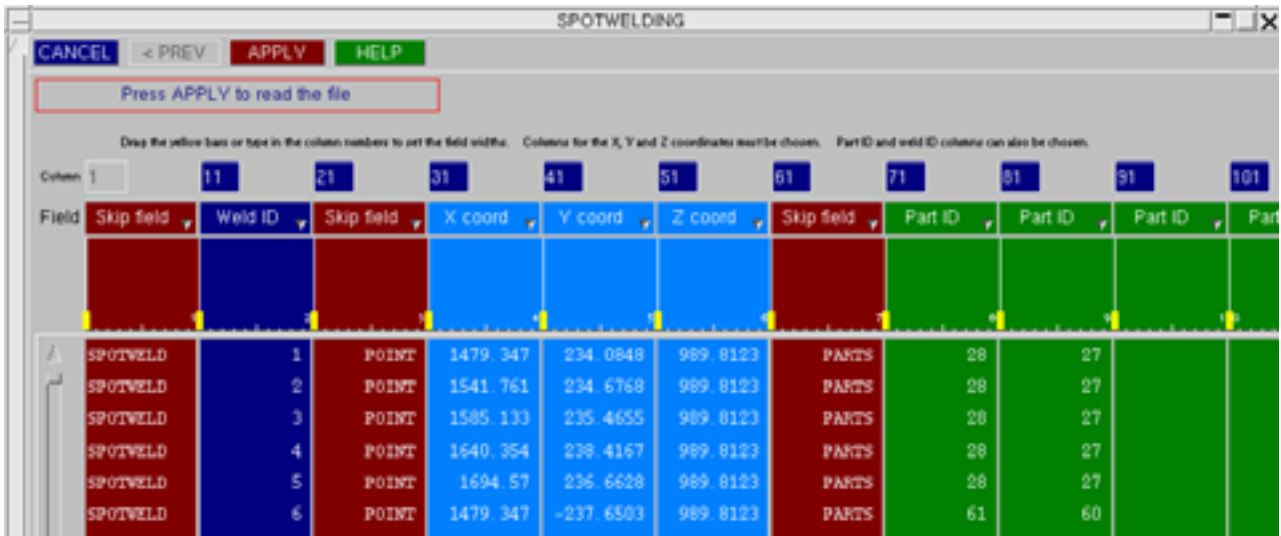 SPOTWELDING
CANCEL < PREV APPLY HELP
Press APPLY to read the file
Drag the yellow bars or type in the column numbers to set the field widths. Columns for the X, Y and Z coordinates must be chosen. Part ID and weld ID columns can also be chosen.
Column 1 11 21 31 41 51 61 71 81 91 101
Field Skip field Weld ID Skip field X coord Y coord Z coord Skip field Part ID Part ID Part ID Part
SPOTWELD 1 POINT 1479.347 234.0848 989.8123 PARTS 28 27
SPOTWELD 2 POINT 1541.761 234.6768 989.8123 PARTS 28 27
SPOTWELD 3 POINT 1585.133 235.4655 989.8123 PARTS 28 27
SPOTWELD 4 POINT 1640.354 238.4167 989.8123 PARTS 28 27
SPOTWELD 5 POINT 1694.57 236.6628 989.8123 PARTS 28 27
SPOTWELD 6 POINT 1479.347 -237.6503 989.8123 PARTS 61 60